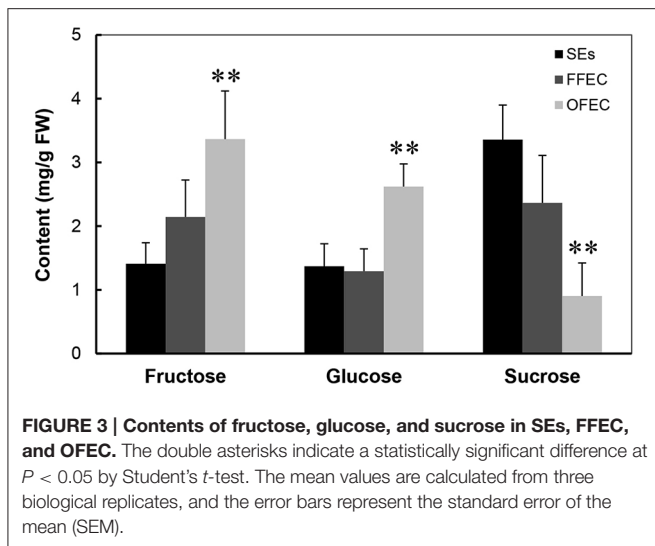 5
4
3
2
1
0
Content (mg/g FW)
SEs
FFEC
OFEC
**
**
**
Fructose Glucose Sucrose
FIGURE 3 | Contents of fructose, glucose, and sucrose in SEs, FFEC,
and OFEC. The double asterisks indicate a statistically significant difference at
P < 0.05 by Student’s t-test. The mean values are calculated from three
biological replicates, and the error bars represent the standard error of the
mean (SEM).